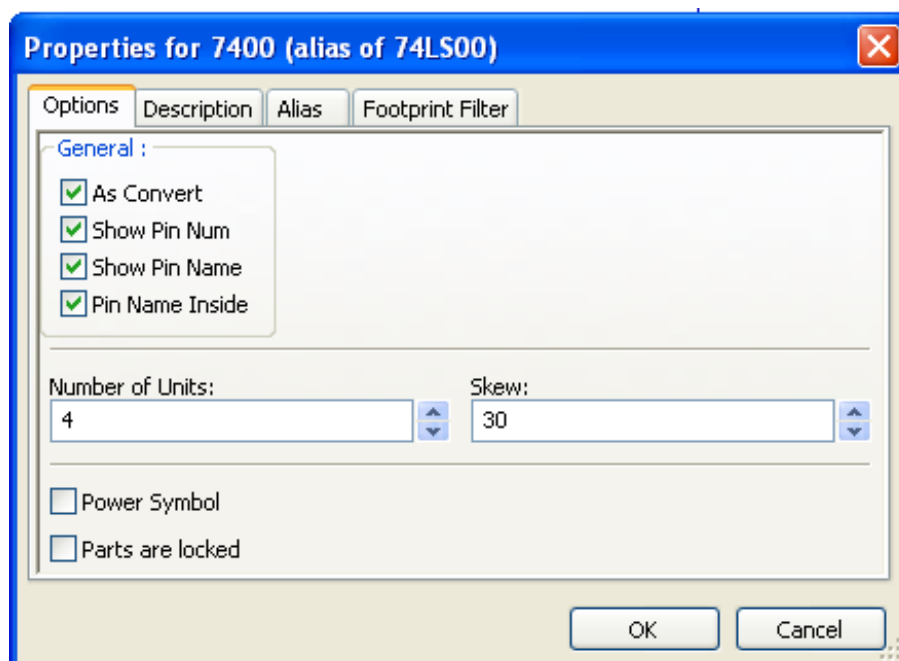 Properties for 7400 (alias of 74LS00)
Options Description Alias Footprint Filter
General :
As Convert
Show Pin Num
Show Pin Name
Pin Name Inside
Number of Units: Skew:
4 30
Power Symbol
Parts are locked
OK Cancel